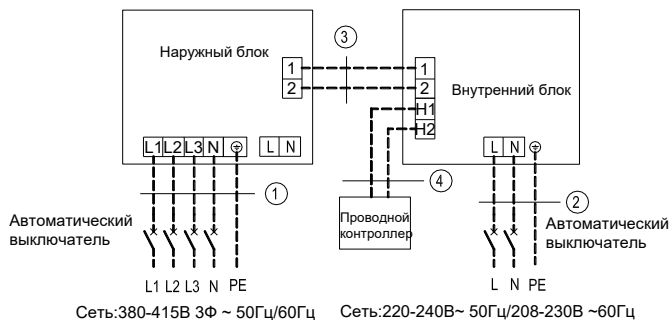 Наружный блок
1
2
L1 L2 L3 N
L N
3
1
2
H1
H2
Внутренний блок
L N
1
4
2
Автоматический
выключатель
Проводной
контроллер
Автоматический
выключатель
L1 L2 L3 N PE
L N PE
Сеть:380-415В 3Ф ~ 50Гц/60Гц
Сеть:220-240В~ 50Гц/208-230В ~60Гц